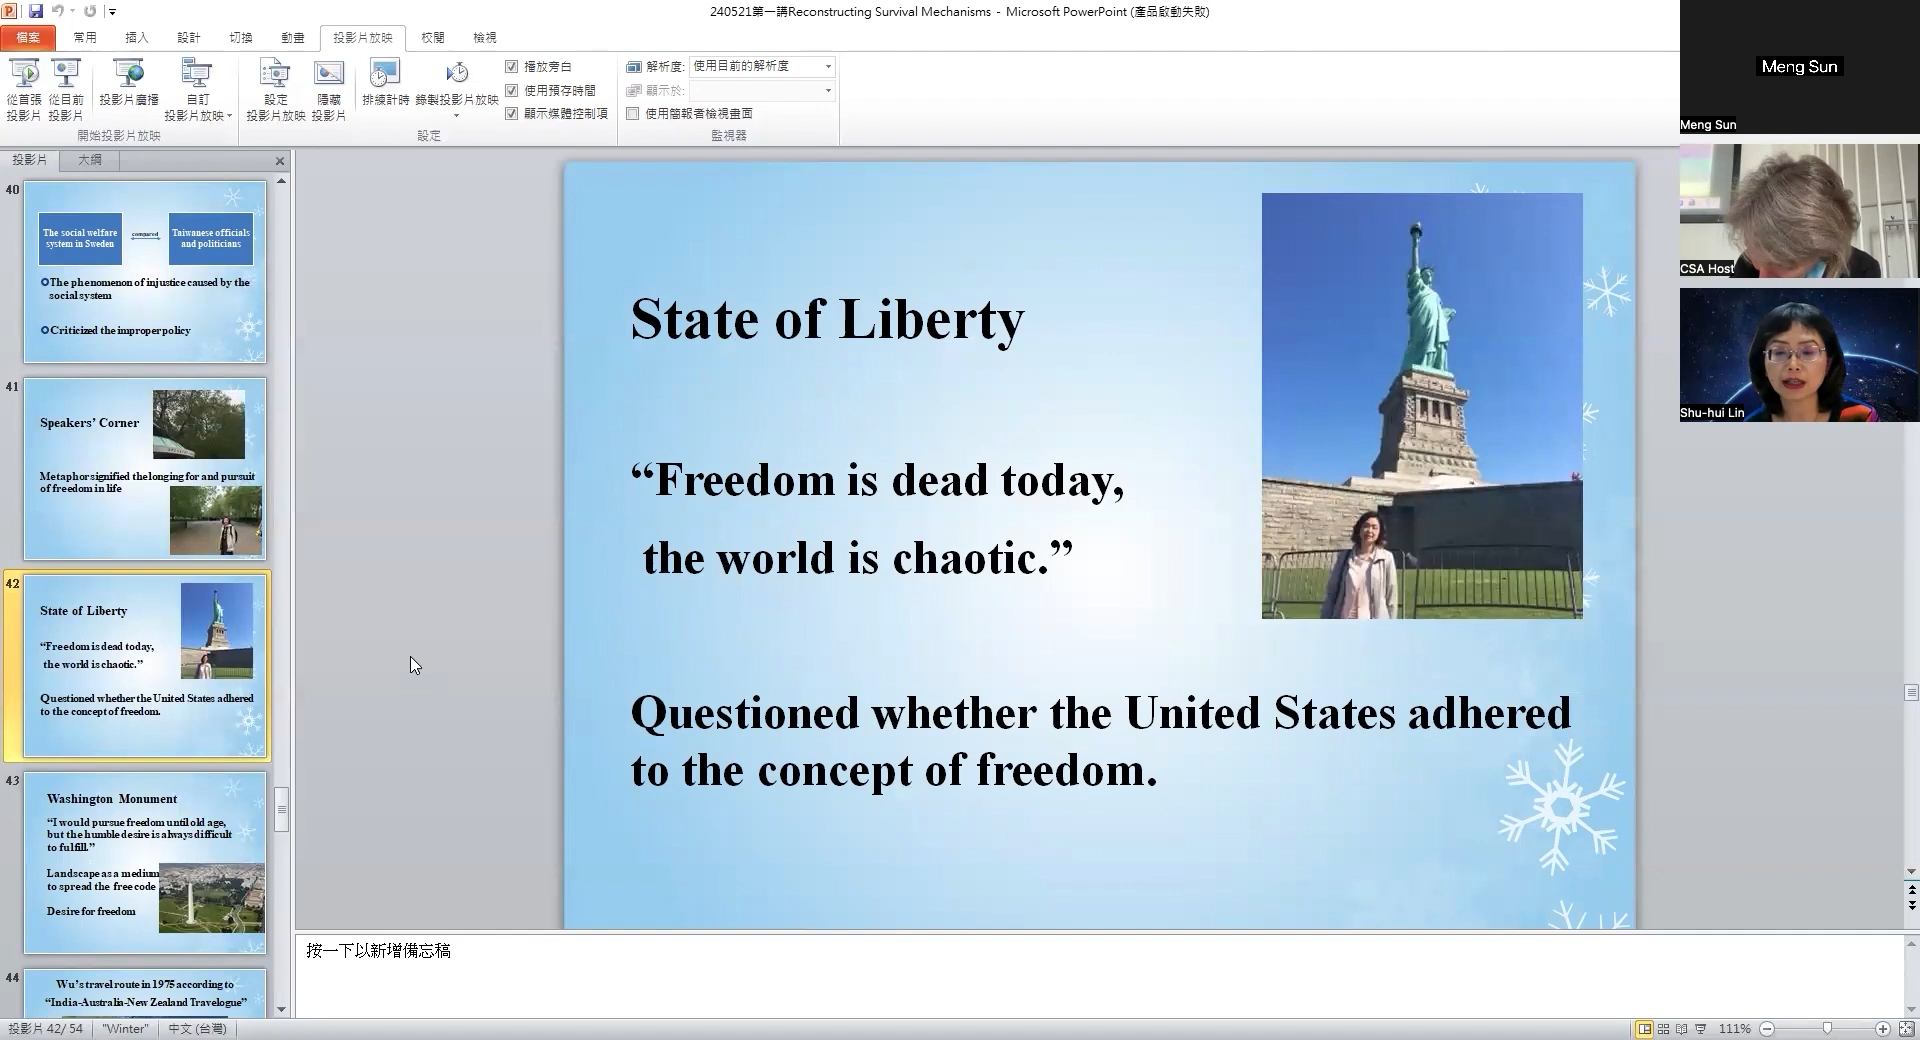 240521第一講Reconstructing Survival Mechanisms - Microsoft PowerPoint (產品啟動失敗)
檔案 常用 插入 設計 切換 動畫 投影片放映 校閱 檢視
從首張
投影片
從目前
投影片
投影片廣播
自訂
投影片放映
開始投影片放映
設定
投影片放映
隱藏
投影片
排練計時
錄製投影片放映
播放旁白
使用預存時間
顯示媒體控制項
設定
解析度: 使用目前的解析度
顯示於:
使用簡報者檢視畫面
監視器
投影片 大綱
40
The social welfare
system in Sweden
compared
Taiwanese officials
and politicians
The phenomenon of injustice caused by the
social system
Criticized the improper policy
41
Speakers’ Corner
Metaphor signified the longing for and pursuit
of freedom in life
42
State of Liberty
“Freedom is dead today,
the world is chaotic.”
Questioned whether the United States adhered
to the concept of freedom.
43
Washington Monument
“I would pursue freedom until old age,
but the humble desire is always difficult
to fulfill.”
Landscape as a medium
to spread the free code
Desire for freedom
44
Wu’s travel route in 1975 according to
“India-Australia-New Zealand Travelogue”
State of Liberty
“Freedom is dead today,
the world is chaotic.”
Questioned whether the United States adhered
to the concept of freedom.
按一下以新增備忘稿
Meng Sun
Meng Sun
CSA Host
Shu-hui Lin
投影片 42/ 54 "Winter" 中文 (台灣)
111%